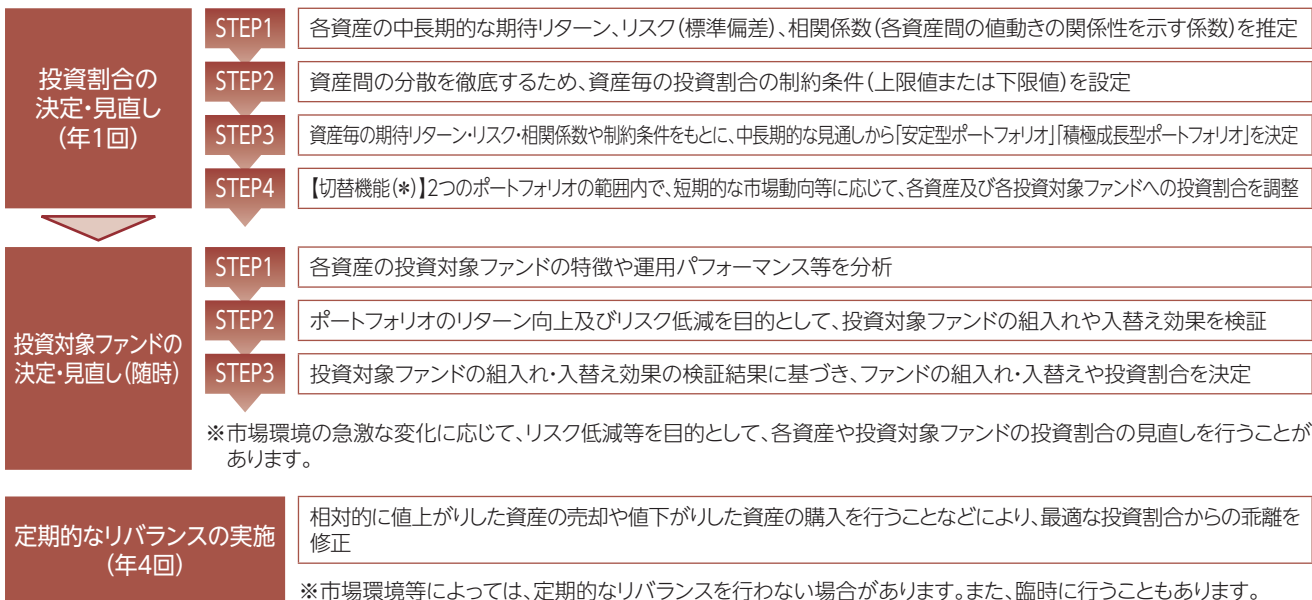 投資割合の
決定・見直し
(年1回)
STEP1
各資産の中長期的な期待リターン、リスク(標準偏差)、相関係数(各資産間の値動きの関係性を示す係数)を推定
STEP2
資産間の分散を徹底するため、資産毎の投資割合の制約条件(上限値または下限値)を設定
STEP3
資産毎の期待リターン・リスク・相関係数や制約条件をもとに、中長期的な見通しから「安定型ポートフォリオ」「積極成長型ポートフォリオ」を決定
STEP4
【切替機能(*)】2つのポートフォリオの範囲内で、短期的な市場動向等に応じて、各資産及び各投資対象ファンドへの投資割合を調整
投資対象ファンドの
決定・見直し(随時)
STEP1
各資産の投資対象ファンドの特徴や運用パフォーマンス等を分析
STEP2
ポートフォリオのリターン向上及びリスク低減を目的として、投資対象ファンドの組入れや入替え効果を検証
STEP3
投資対象ファンドの組入れ・入替え効果の検証結果に基づき、ファンドの組入れ・入替えや投資割合を決定
※市場環境の急激な変化に応じて、リスク低減等を目的として、各資産や投資対象ファンドの投資割合の見直しを行うことが
あります。
定期的なリバランスの実施
(年4回)
相対的に値上がりした資産の売却や値下がりした資産の購入を行うことなどにより、最適な投資割合からの乖離を
修正
※市場環境等によっては、定期的なリバランスを行わない場合があります。また、臨時に行うこともあります。